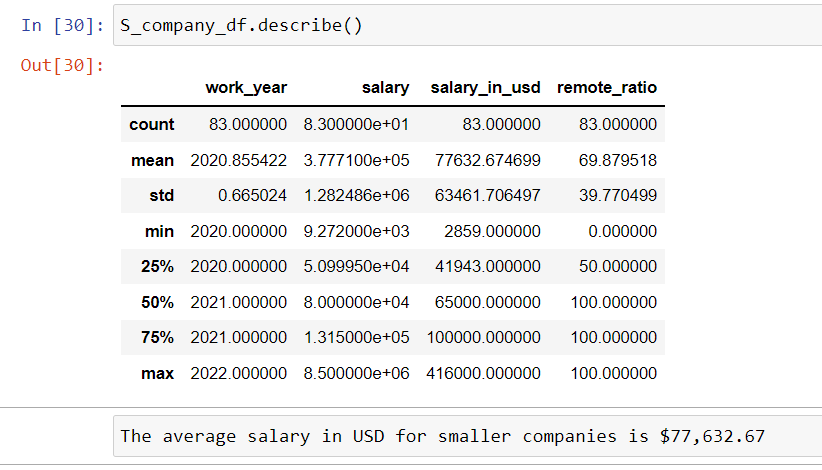 In [30]: S_company_df.describe()
Out[30]:
work_year salary salary_in_usd remote_ratio
count 83.000000 8.300000e+01 83.000000 83.000000
mean 2020.855422 3.777100e+05 77632.674699 69.879518
std 0.665024 1.282486e+06 63461.706497 39.770499
min 2020.000000 9.272000e+03 2859.000000 0.000000
25% 2020.000000 5.099950e+04 41943.000000 50.000000
50% 2021.000000 8.000000e+04 65000.000000 100.000000
75% 2021.000000 1.315000e+05 100000.000000 100.000000
max 2022.000000 8.500000e+06 416000.000000 100.000000
The average salary in USD for smaller companies is $77,632.67